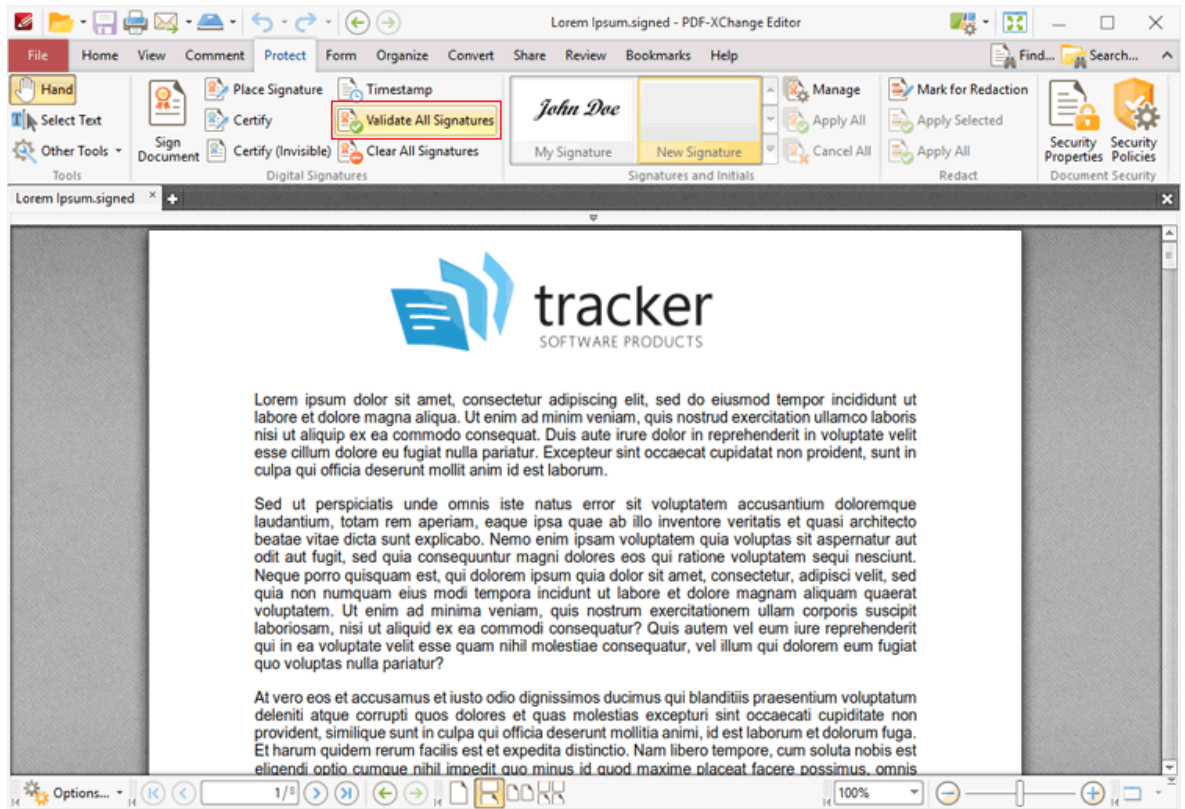 Lorem Ipsum.signed - PDF-XChange Editor
File Home View Comment Protect Form Organize Convert Share Review Bookmarks Help Find... Search...
Hand Place Signature Timestamp John Doe Manage Mark for Redaction
Select Text Certify Validate All Signatures Apply All Apply Selected
Other Tools Sign Document Certify (Invisible) Clear All Signatures My Signature New Signature Cancel All Apply All Security Properties Security Policies
Tools Digital Signatures Signatures and Initials Redact Document Security
Lorem Ipsum.signed
tracker
SOFTWARE PRODUCTS
Lorem ipsum dolor sit amet, consectetur adipiscing elit, sed do eiusmod tempor incididunt ut
labore et dolore magna aliqua. Ut enim ad minim veniam, quis nostrud exercitation ullamco laboris
nisi ut aliquip ex ea commodo consequat. Duis aute irure dolor in reprehenderit in voluptate velit
esse cillum dolore eu fugiat nulla pariatur. Excepteur sint occaecat cupidatat non proident, sunt in
culpa qui officia deserunt mollit anim id est laborum.
Sed ut perspiciatis unde omnis iste natus error sit voluptatem accusantium doloremque
laudantium, totam rem aperiam, eaque ipsa quae ab illo inventore veritatis et quasi architecto
beatae vitae dicta sunt explicabo. Nemo enim ipsam voluptatem quia voluptas sit aspernatur aut
odit aut fugit, sed quia consequuntur magni dolores eos qui ratione voluptatem sequi nesciunt.
Neque porro quisquam est, qui dolorem ipsum quia dolor sit amet, consectetur, adipisci velit, sed
quia non numquam eius modi tempora incidunt ut labore et dolore magnam aliquam quaerat
voluptatem. Ut enim ad minima veniam, quis nostrum exercitationem ullam corporis suscipit
laboriosam, nisi ut aliquid ex ea commodi consequatur? Quis autem vel eum iure reprehenderit
qui in ea voluptate velit esse quam nihil molestiae consequatur, vel illum qui dolorem eum fugiat
quo voluptas nulla pariatur?
At vero eos et accusamus et iusto odio dignissimos ducimus qui blanditiis praesentium voluptatum
deleniti atque corrupti quos dolores et quas molestias excepturi sint occaecati cupiditate non
provident, similique sunt in culpa qui officia deserunt mollitia animi, id est laborum et dolorum fuga.
Et harum quidem rerum facilis est et expedita distinctio. Nam libero tempore, cum soluta nobis est
eligendi optio cumque nihil impedit quo minus id quod maxime placeat facere possimus, omnis
Options... 1/8 100%